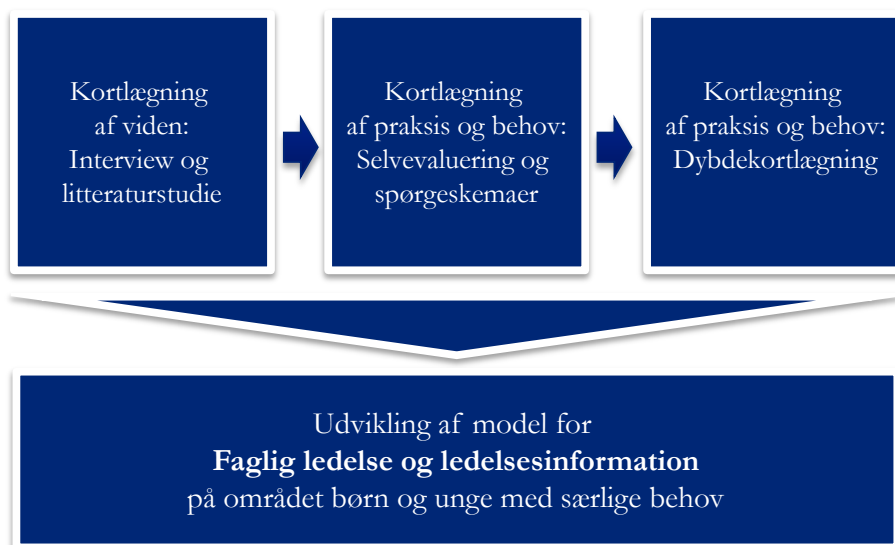 Kortlægning
af viden:
Interview og
litteraturstudie
Kortlægning
af praksis og behov:
Selvevaluering og
spørgeskemaer
Kortlægning
af praksis og behov:
Dybdekortlægning
Udvikling af model for
Faglig ledelse og ledelsesinformation
på området børn og unge med særlige behov